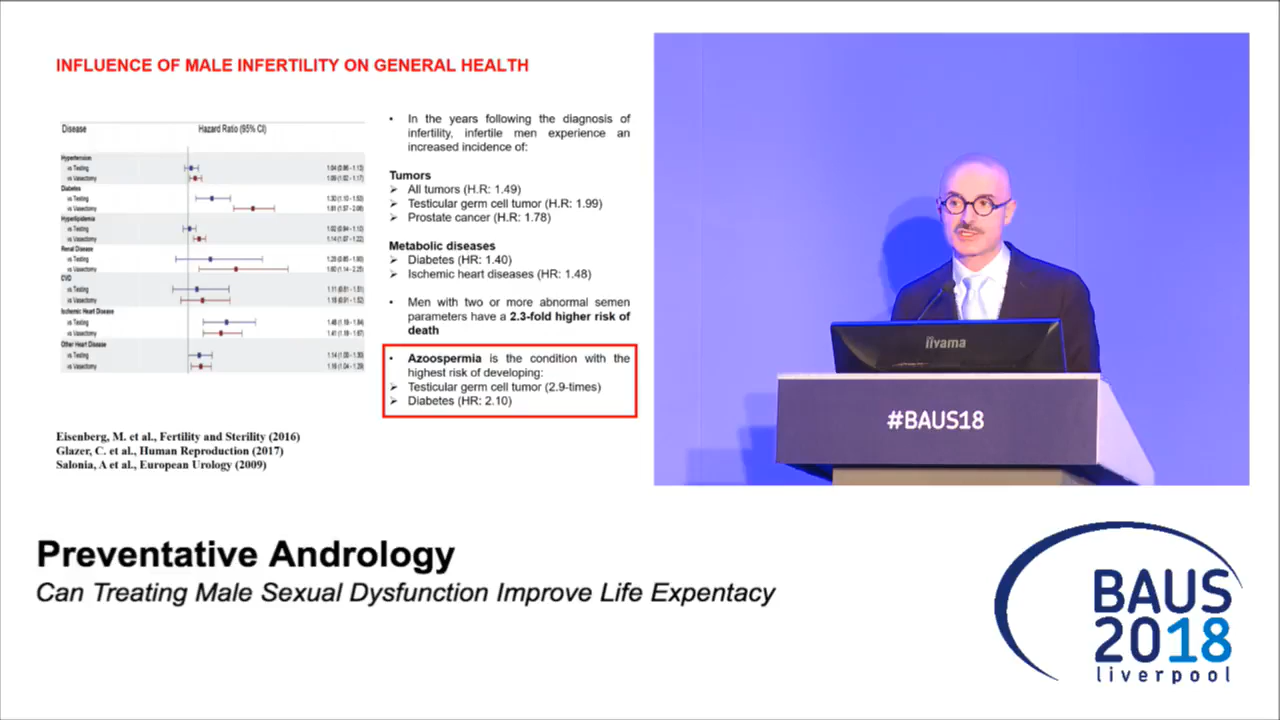 INFLUENCE OF MALE INFERTILITY ON GENERAL HEALTH
Disease Hazard Ratio (95% CI)
Hypertension
vs Testing
vs Vasectomy
Diabetes
vs Testing
vs Vasectomy
Hyperlipidemia
vs Testing
vs Vasectomy
Renal Disease
vs Testing
vs Vasectomy
CVD
vs Testing
vs Vasectomy
Ischemic Heart Disease
vs Testing
vs Vasectomy
Other Heart Disease
vs Testing
vs Vasectomy
• In the years following the diagnosis of
infertility, infertile men experience an
increased incidence of:
Tumors
➢ All tumors (H.R: 1.49)
➢ Testicular germ cell tumor (H.R: 1.99)
➢ Prostate cancer (H.R: 1.78)
Metabolic diseases
➢ Diabetes (HR: 1.40)
➢ Ischemic heart diseases (HR: 1.48)
• Men with two or more abnormal semen
parameters have a 2.3-fold higher risk of
death
• Azoospermia is the condition with the
highest risk of developing:
➢ Testicular germ cell tumor (2.9-times)
➢ Diabetes (HR: 2.10)
Eisenberg, M. et al., Fertility and Sterility (2016)
Glazer, C. et al., Human Reproduction (2017)
Salonia, A et al., European Urology (2009)
iiyama
#BAUS18
Preventative Andrology
Can Treating Male Sexual Dysfunction Improve Life Expentacy
BAUS
2018
liverpool